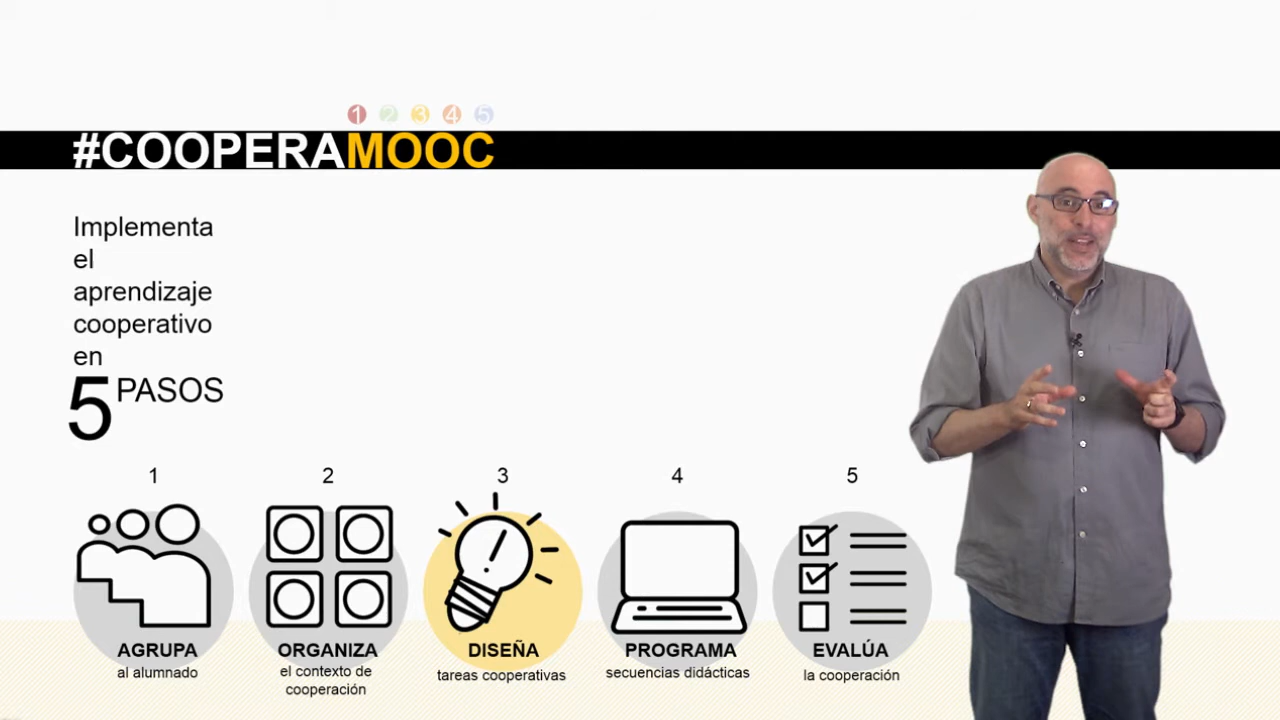 1 2 3 4 5
#COOPERAMOOC
Implementa
el
aprendizaje
cooperativo
en
5 PASOS
1
2
3
4
5
AGRUPA
al alumnado
ORGANIZA
el contexto de
cooperación
DISEÑA
tareas cooperativas
PROGRAMA
secuencias didácticas
EVALÚA
la cooperación